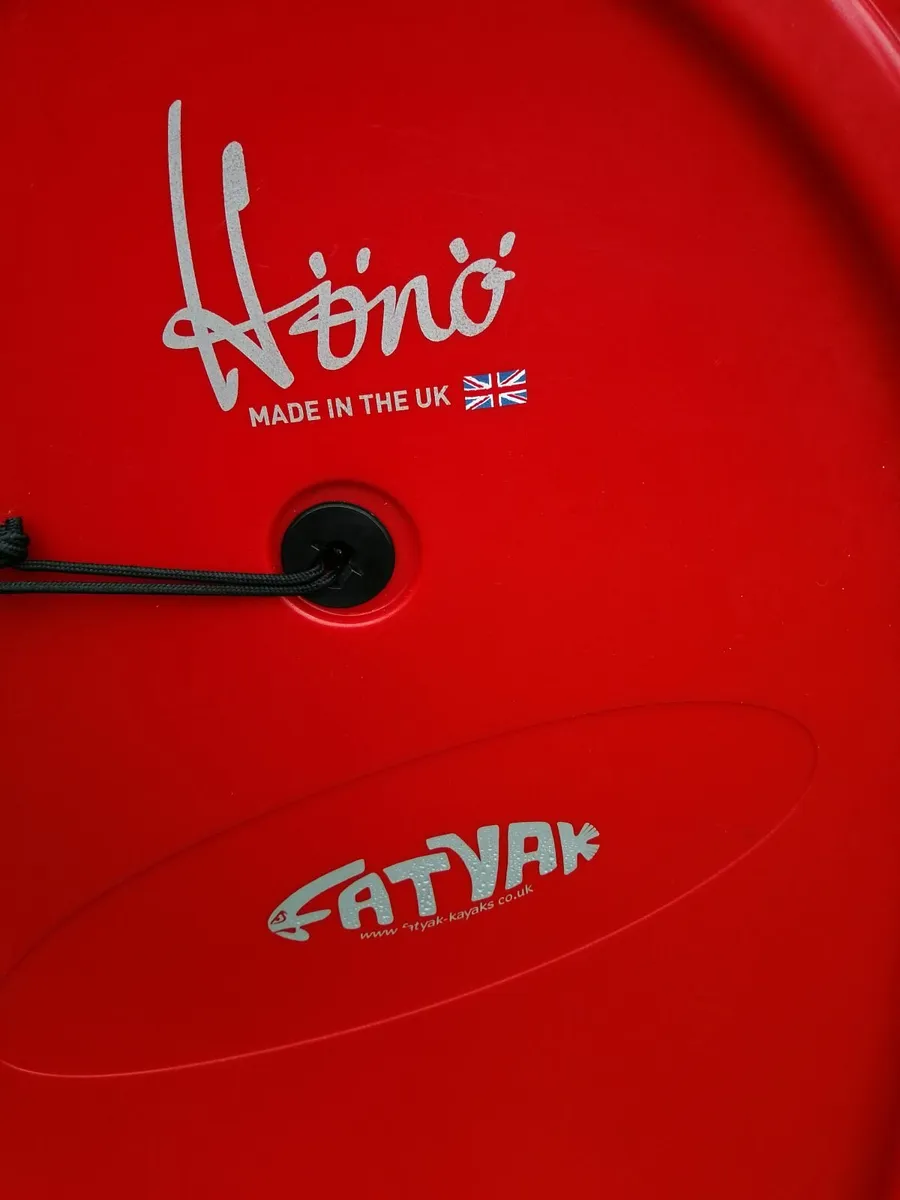 Hönö
MADE IN THE UK
FATYAK
www.fatyak-kayaks.co.uk